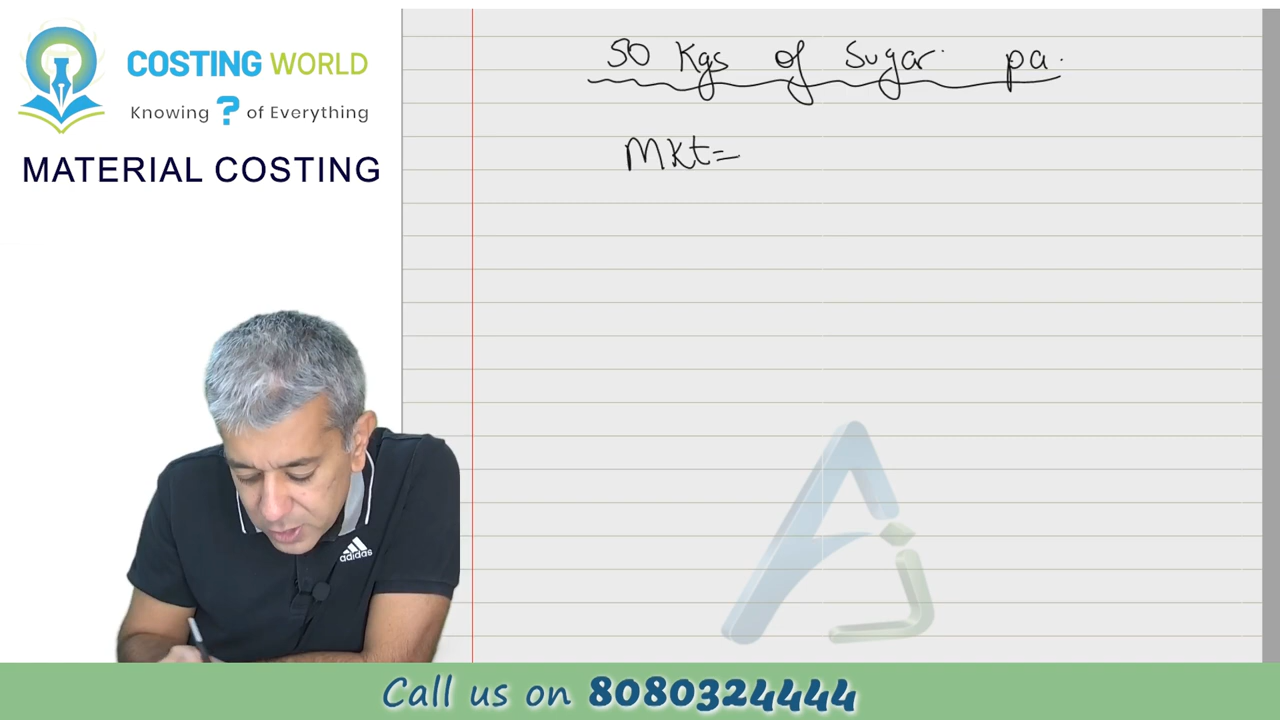 COSTING WORLD
Knowing ? of Everything
MATERIAL COSTING
50 Kgs of Sugar pa.
Mkt=
adidas
Call us on 8080324444